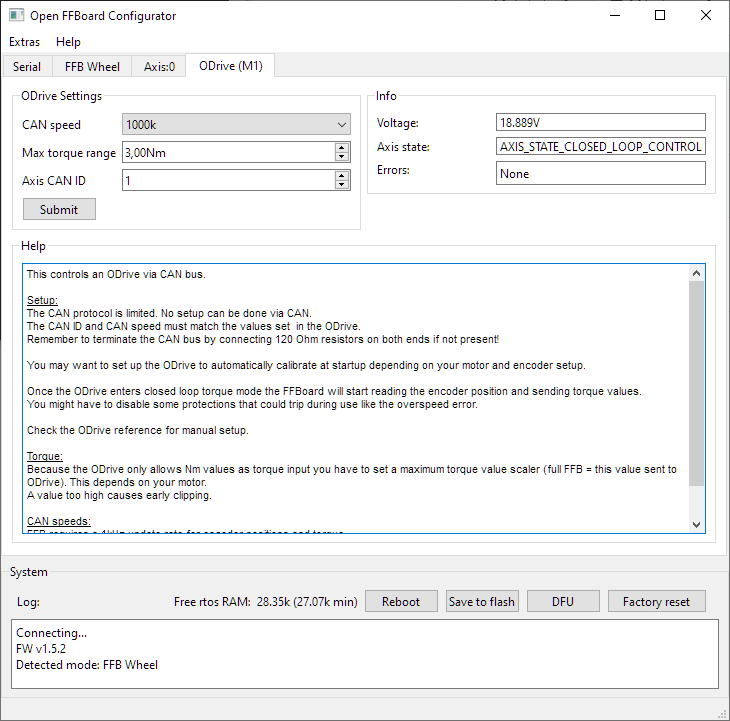 Open FFBoard Configurator
Extras Help
Serial FFB Wheel Axis:0 ODrive (M1)
ODrive Settings
CAN speed 1000k
Max torque range 3,00Nm
Axis CAN ID 1
Submit
Info
Voltage: 18.889V
Axis state: AXIS_STATE_CLOSED_LOOP_CONTROL
Errors: None
Help
This controls an ODrive via CAN bus.
Setup:
The CAN protocol is limited. No setup can be done via CAN.
The CAN ID and CAN speed must match the values set in the ODrive.
Remember to terminate the CAN bus by connecting 120 Ohm resistors on both ends if not present!
You may want to set up the ODrive to automatically calibrate at startup depending on your motor and encoder setup.
Once the ODrive enters closed loop torque mode the FFBoard will start reading the encoder position and sending torque values.
You might have to disable some protections that could trip during use like the overspeed error.
Check the ODrive reference for manual setup.
Torque:
Because the ODrive only allows Nm values as torque input you have to set a maximum torque value scaler (full FFB = this value sent to
ODrive). This depends on your motor.
A value too high causes early clipping.
CAN speeds:
FFB requires a 1kHz update rate for encoder positions and torque
System
Log: Free rtos RAM: 28.35k (27.07k min) Reboot Save to flash DFU Factory reset
Connecting...
FW v1.5.2
Detected mode: FFB Wheel